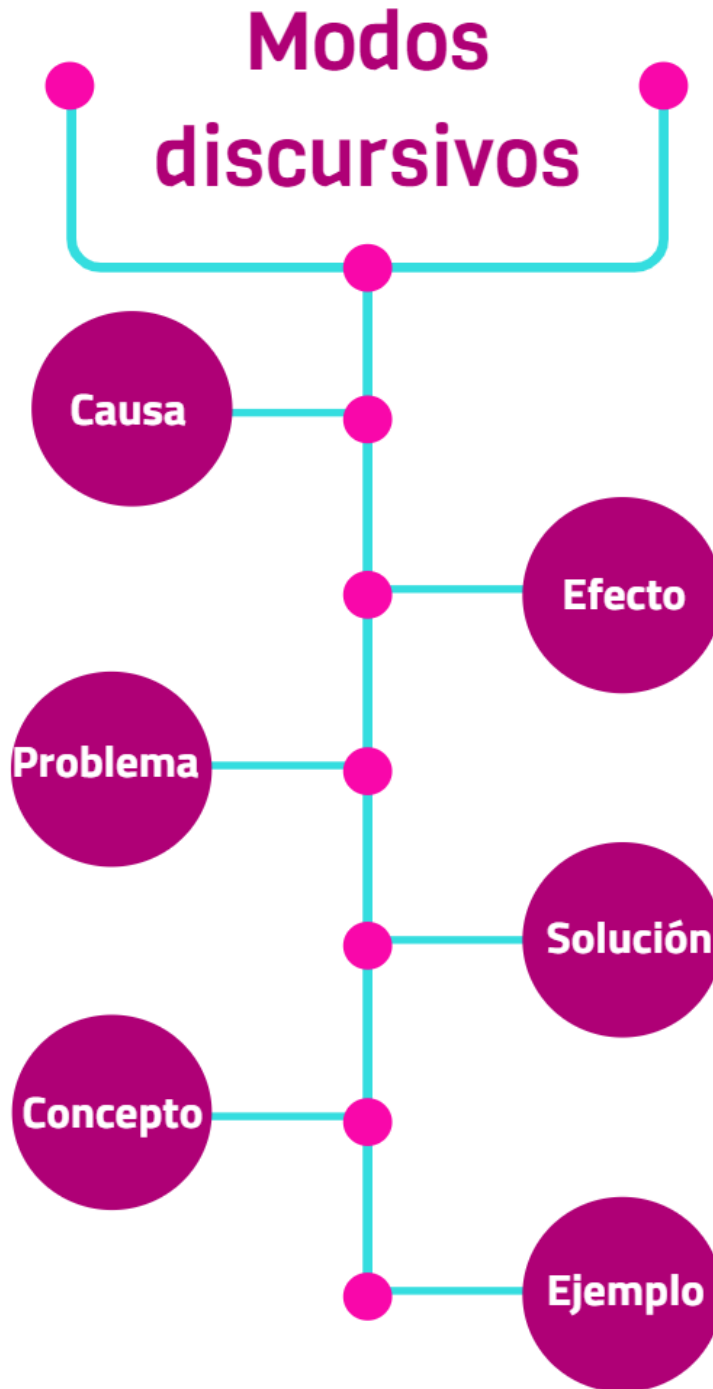 Modos
discursivos
Causa
Efecto
Problema
Solución
Concepto
Ejemplo